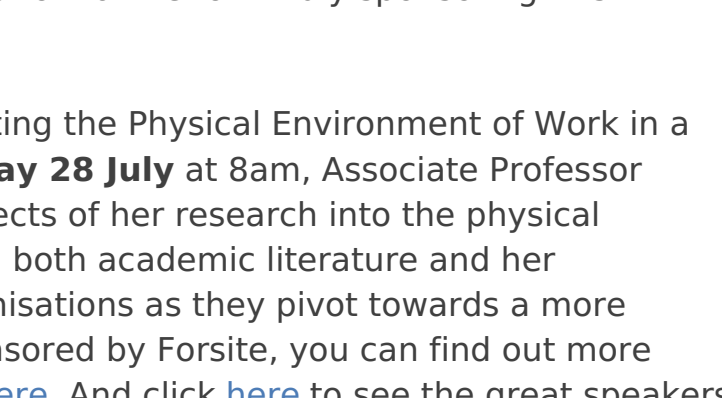 ting the Physical Environment of Work in a
ay 28 July at 8am, Associate Professor
ects of her research into the physical
both academic literature and her
nisations as they pivot towards a more
nsored by Forsite, you can find out more
ere. And click here to see the great speakers